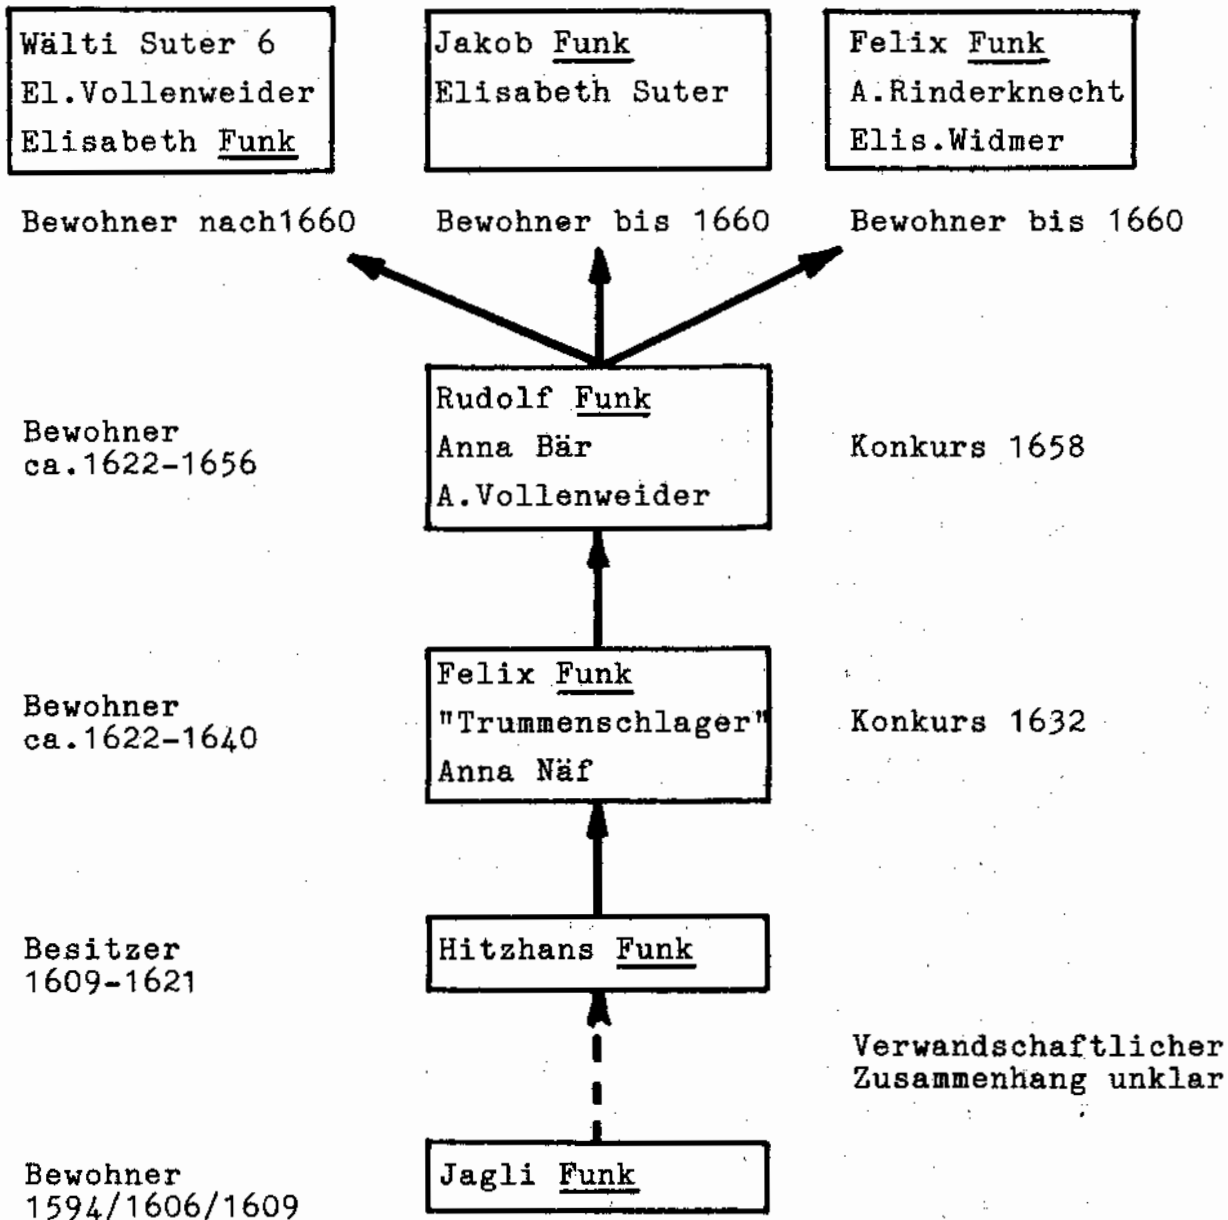 Wälti Suter 6
El.Vollenweider
Elisabeth Funk
Jakob Funk
Elisabeth Suter
Felix Funk
A.Rinderknecht
Elis.Widmer
Bewohner nach1660
Bewohner bis 1660
Bewohner bis 1660
Bewohner
ca.1622-1656
Rudolf Funk
Anna Bär
A.Vollenweider
Konkurs 1658
Bewohner
ca.1622-1640
Felix Funk
"Trummenschlager"
Anna Näf
Konkurs 1632
Besitzer
1609-1621
Hitzhans Funk
Verwandschaftlicher
Zusammenhang unklar
Bewohner
1594/1606/1609
Jagli Funk